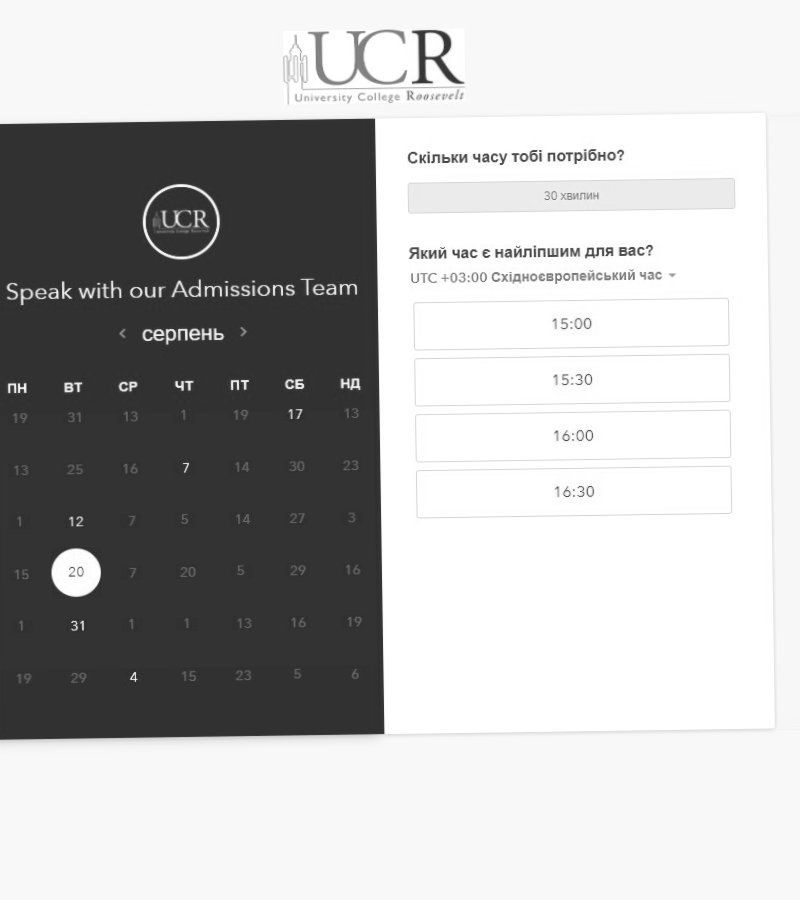 UCR
University College Roosevelt
UCR
Speak with our Admissions Team
серпень
ПН ВТ СР ЧТ ПТ СБ НД
19 31 13 1 19 17 13
13 25 16 7 14 30 23
1 12 7 5 14 27 3
15 20 7 20 5 29 16
1 31 1 1 13 16 19
19 29 4 15 23 5 6
Скільки часу тобі потрібно?
30 хвилин
Який час є найліпшим для вас?
UTC +03:00 Східноєвропейський час
15:00
15:30
16:00
16:30